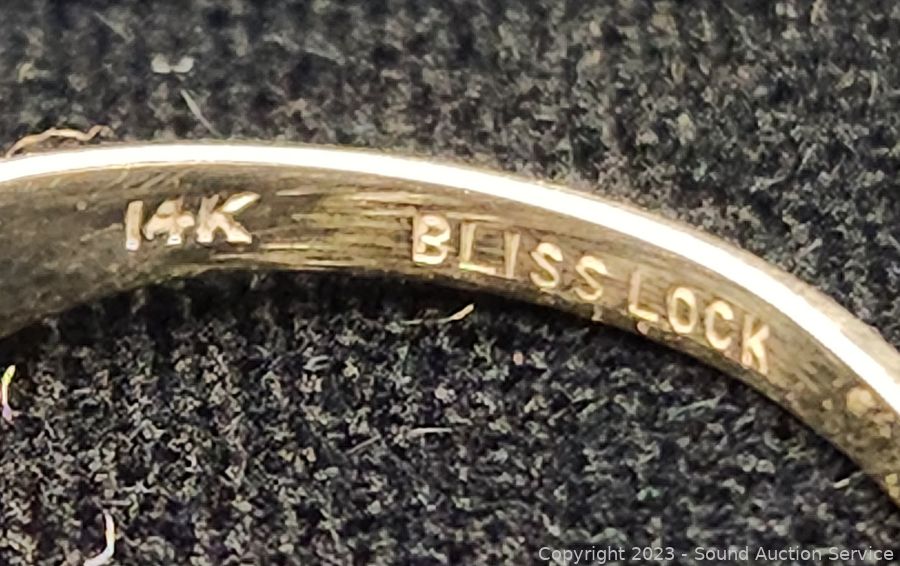 14K BLISS LOCK
Copyright 2023 - Sound Auction Service